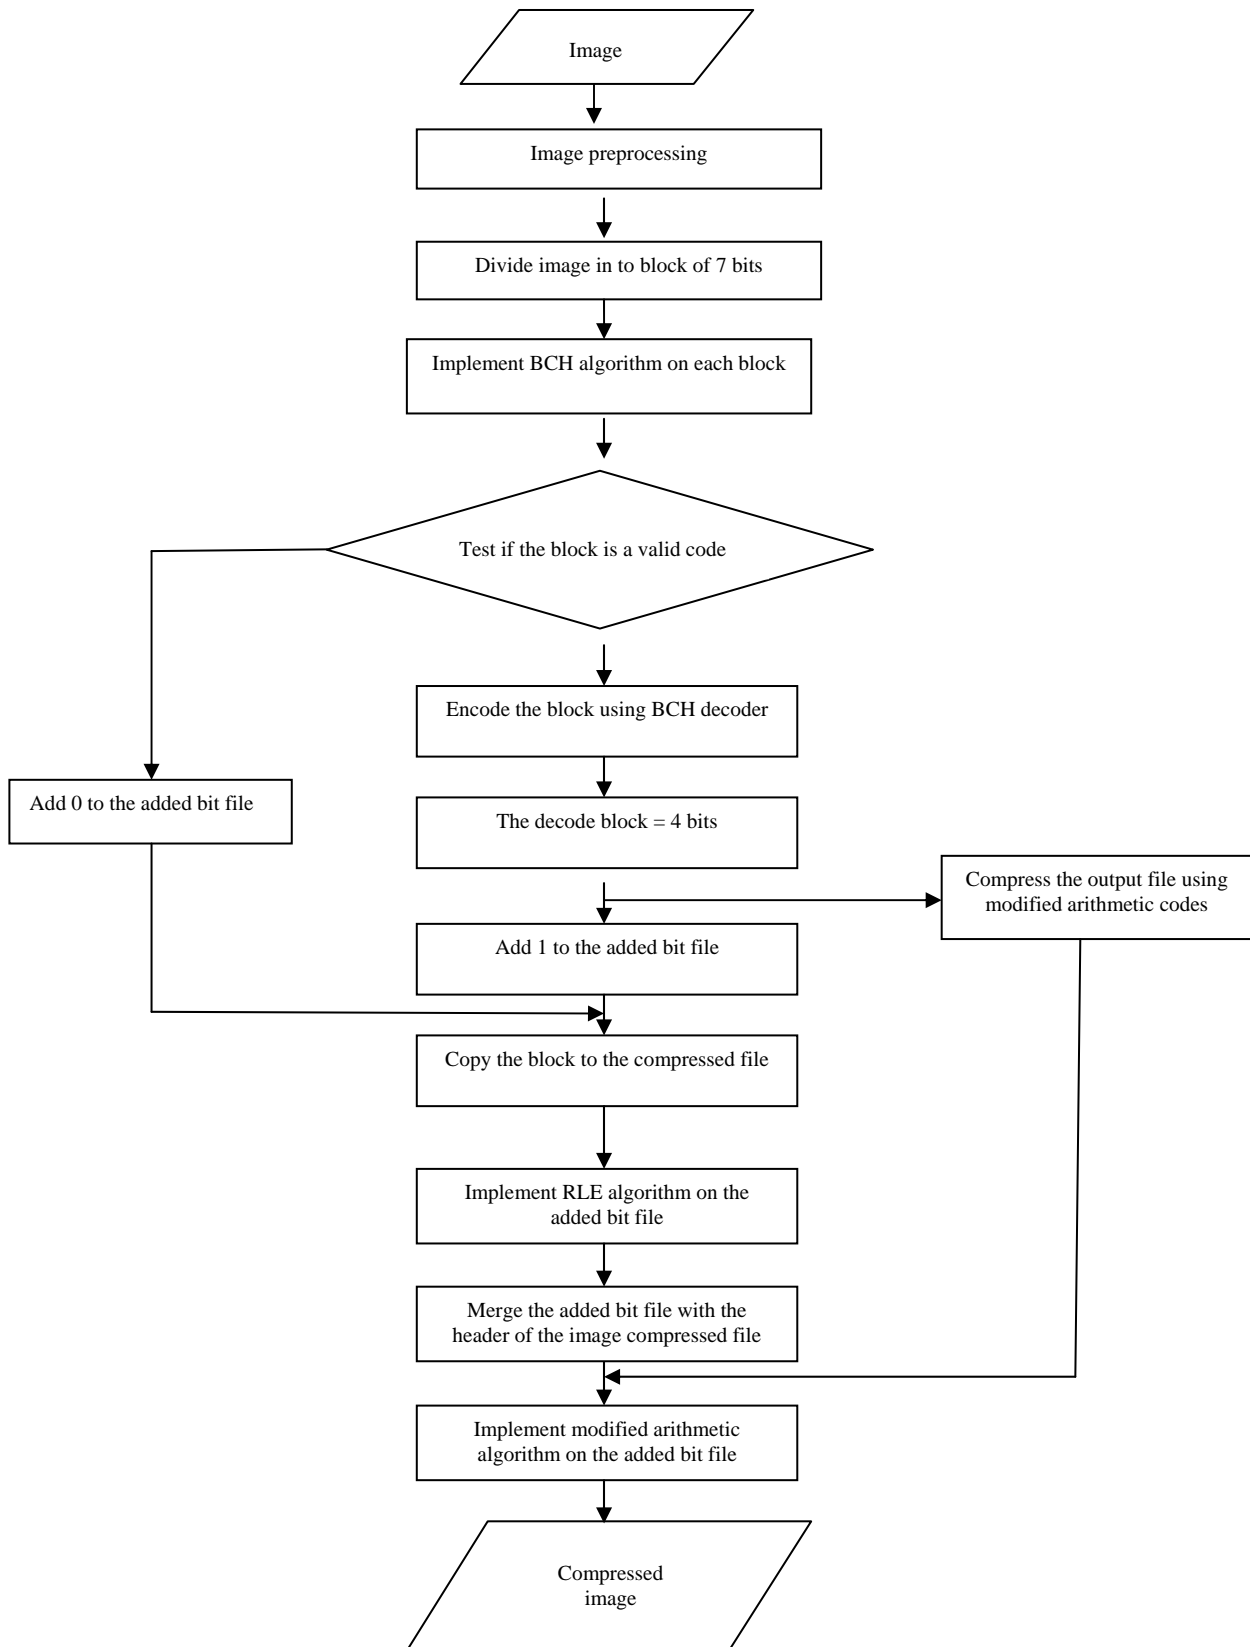 Image
Image preprocessing
Divide image in to block of 7 bits
Implement BCH algorithm on each block
Test if the block is a valid code
Encode the block using BCH decoder
Add 0 to the added bit file
The decode block = 4 bits
Compress the output file using
modified arithmetic codes
Add 1 to the added bit file
Copy the block to the compressed file
Implement RLE algorithm on the
added bit file
Merge the added bit file with the
header of the image compressed file
Implement modified arithmetic
algorithm on the added bit file
Compressed
image